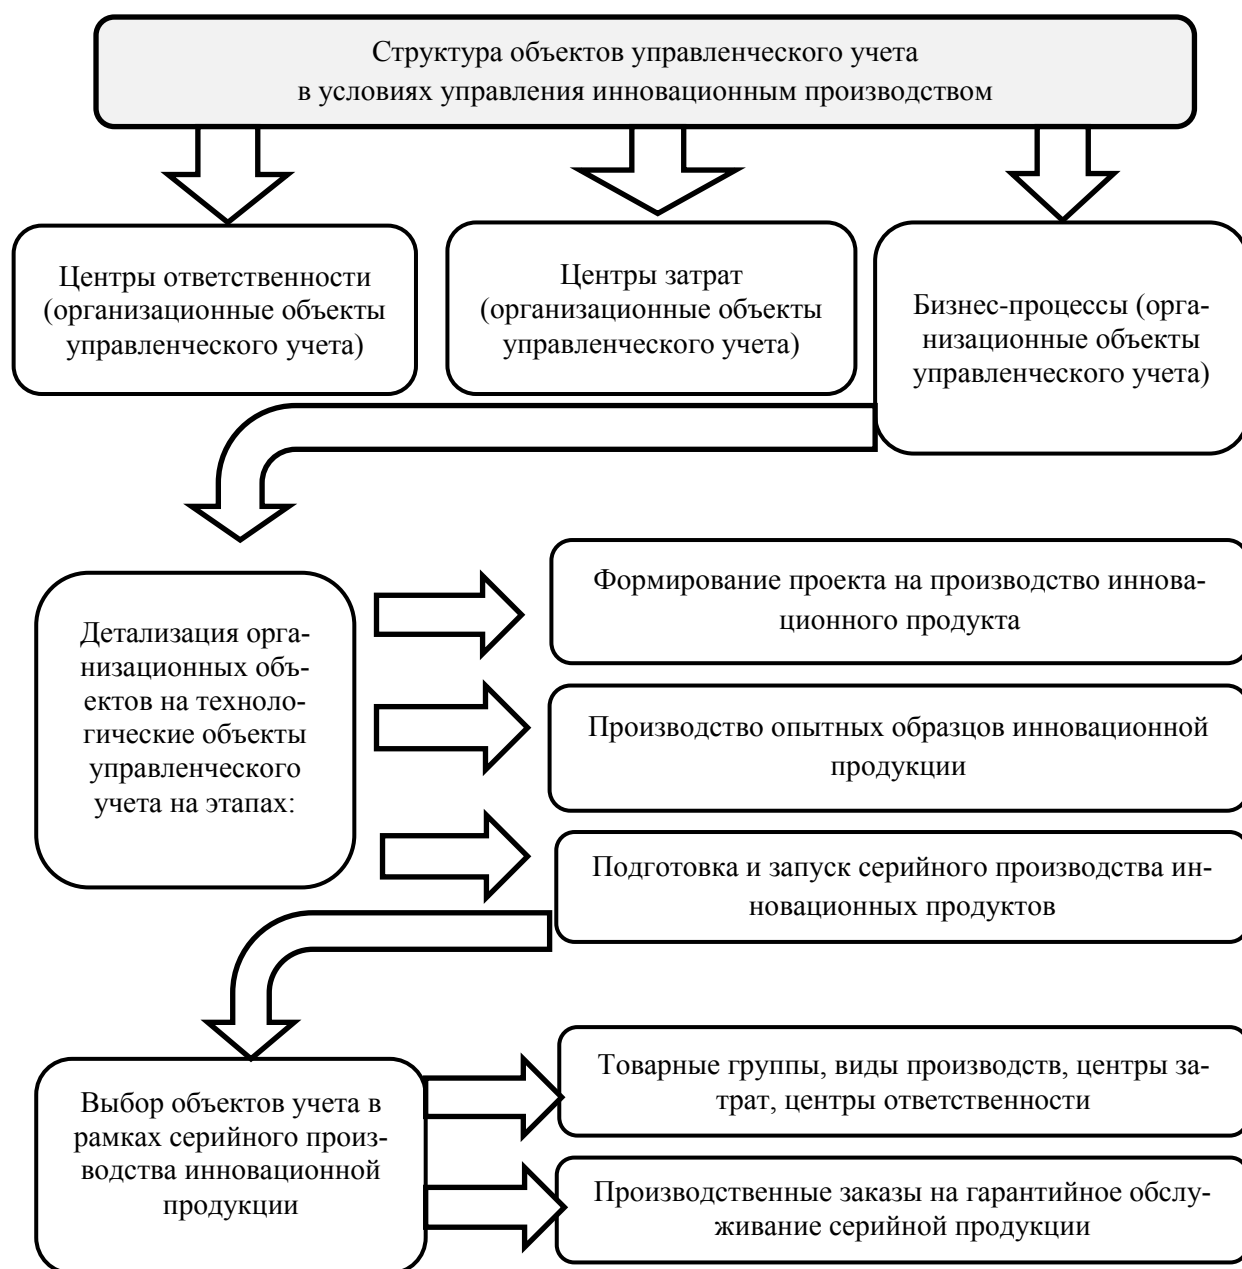 Структура объектов управленческого учета
в условиях управления инновационным производством
Центры ответственности
(организационные объекты
управленческого учета)
Центры затрат
(организационные объекты
управленческого учета)
Бизнес-процессы (орга-
низационные объекты
управленческого учета)
Детализация орга-
низационных объ-
ектов на техноло-
гические объекты
управленческого
учета на этапах:
Формирование проекта на производство иннова-
ционного продукта
Производство опытных образцов инновационной
продукции
Подготовка и запуск серийного производства ин-
новационных продуктов
Выбор объектов учета в
рамках серийного произ-
водства инновационной
продукции
Товарные группы, виды производств, центры за-
трат, центры ответственности
Производственные заказы на гарантийное обслу-
живание серийной продукции